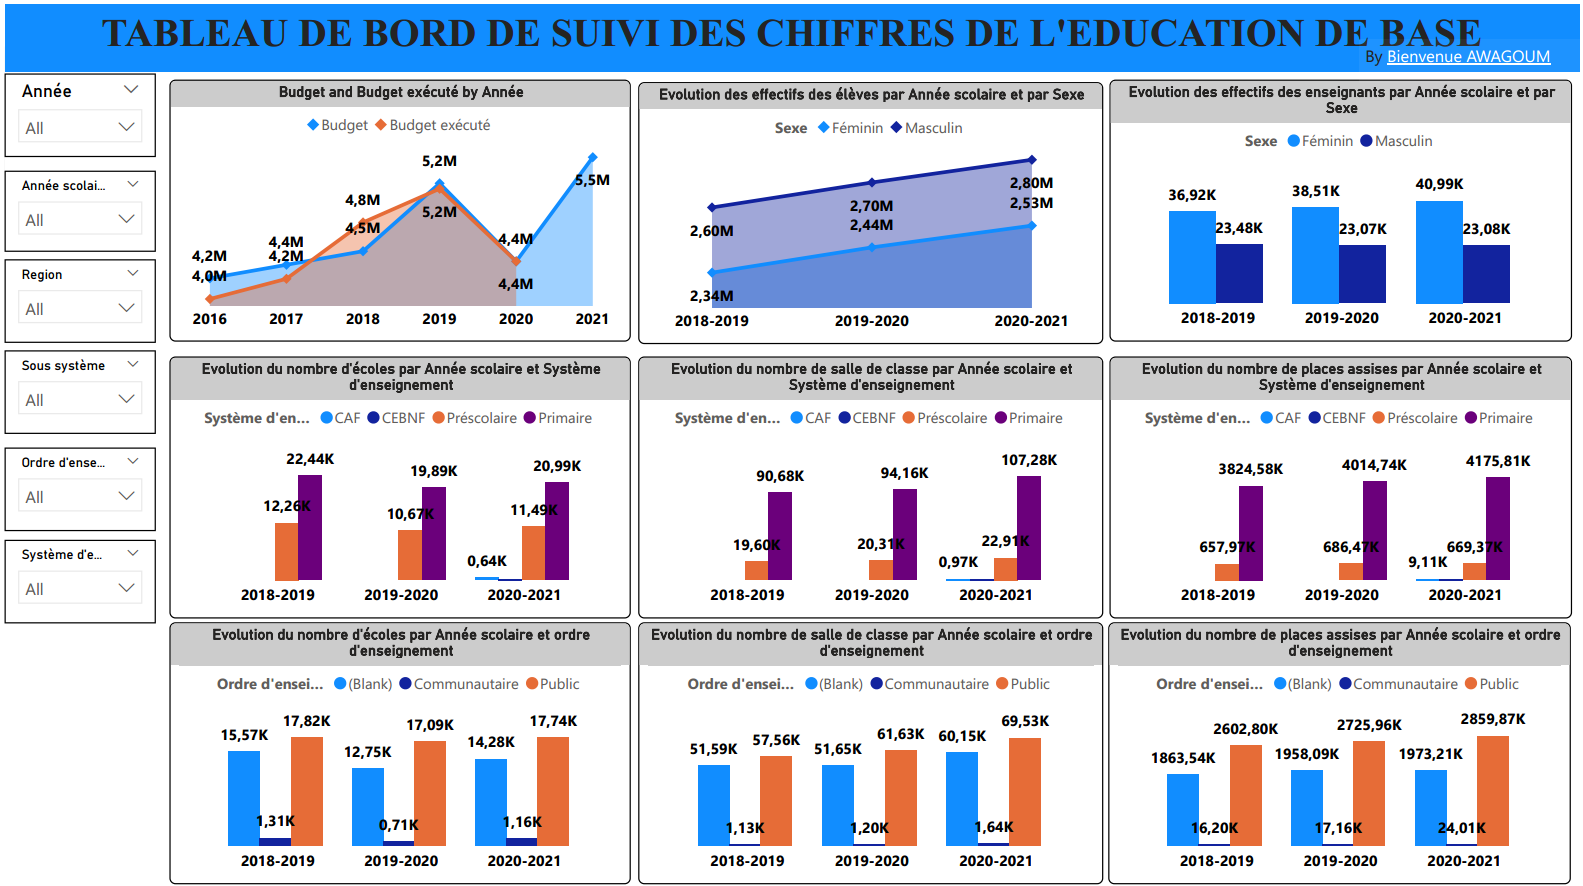 TABLEAU DE BORD DE SUIVI DES CHIFFRES DE L'EDUCATION DE BASE
By Bienvenue AWAGOUM
Année
All
Année scolai...
All
Region
All
Sous système
All
Ordre d'ense...
All
Système d'e...
All
Budget and Budget exécuté by Année
Budget Budget exécuté
4,2M
4,0M
4,4M
4,2M
4,8M
4,5M
5,2M
5,2M
4,4M
4,4M
5,5M
2016 2017 2018 2019 2020 2021
Evolution des effectifs des élèves par Année scolaire et par Sexe
Sexe Féminin Masculin
2,60M
2,34M
2,70M
2,44M
2,80M
2,53M
2018-2019 2019-2020 2020-2021
Evolution des effectifs des enseignants par Année scolaire et par
Sexe
Sexe Féminin Masculin
36,92K 23,48K 38,51K 23,07K 40,99K 23,08K
2018-2019 2019-2020 2020-2021
Evolution du nombre d'écoles par Année scolaire et Système
d'enseignement
Système d'en... CAF CEBNF Préscolaire Primaire
12,26K 22,44K 10,67K 19,89K 0,64K 11,49K 20,99K
2018-2019 2019-2020 2020-2021
Evolution du nombre de salle de classe par Année scolaire et
Système d'enseignement
Système d'en... CAF CEBNF Préscolaire Primaire
19,60K 90,68K 20,31K 94,16K 0,97K 22,91K 107,28K
2018-2019 2019-2020 2020-2021
Evolution du nombre de places assises par Année scolaire et
Système d'enseignement
Système d'en... CAF CEBNF Préscolaire Primaire
657,97K 3824,58K 686,47K 4014,74K 9,11K 669,37K 4175,81K
2018-2019 2019-2020 2020-2021
Evolution du nombre d'écoles par Année scolaire et ordre
d'enseignement
Ordre d'ensei... (Blank) Communautaire Public
15,57K 1,31K 17,82K 12,75K 0,71K 17,09K 14,28K 1,16K 17,74K
2018-2019 2019-2020 2020-2021
Evolution du nombre de salle de classe par Année scolaire et ordre
d'enseignement
Ordre d'ensei... (Blank) Communautaire Public
51,59K 1,13K 57,56K 51,65K 1,20K 61,63K 60,15K 1,64K 69,53K
2018-2019 2019-2020 2020-2021
Evolution du nombre de places assises par Année scolaire et ordre
d'enseignement
Ordre d'ensei... (Blank) Communautaire Public
1863,54K 16,20K 2602,80K 1958,09K 17,16K 2725,96K 1973,21K 24,01K 2859,87K
2018-2019 2019-2020 2020-2021